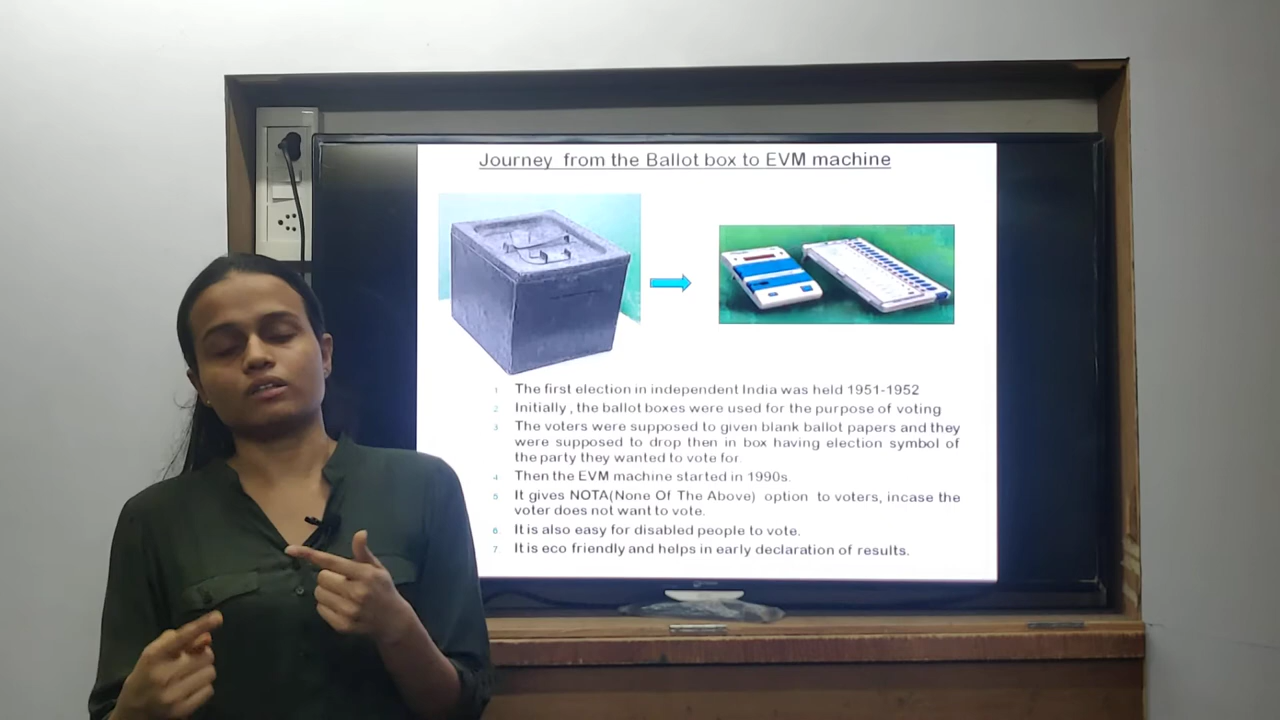 Journey from the Ballot box to EVM machine
1 The first election in independent India was held 1951-1952
2 Initially , the ballot boxes were used for the purpose of voting
3 The voters were supposed to given blank ballot papers and they
were supposed to drop then in box having election symbol of
the party they wanted to vote for.
4 Then the EVM machine started in 1990s.
5 It gives NOTA(None Of The Above) option to voters, incase the
voter does not want to vote.
6 It is also easy for disabled people to vote.
7 It is eco friendly and helps in early declaration of results.